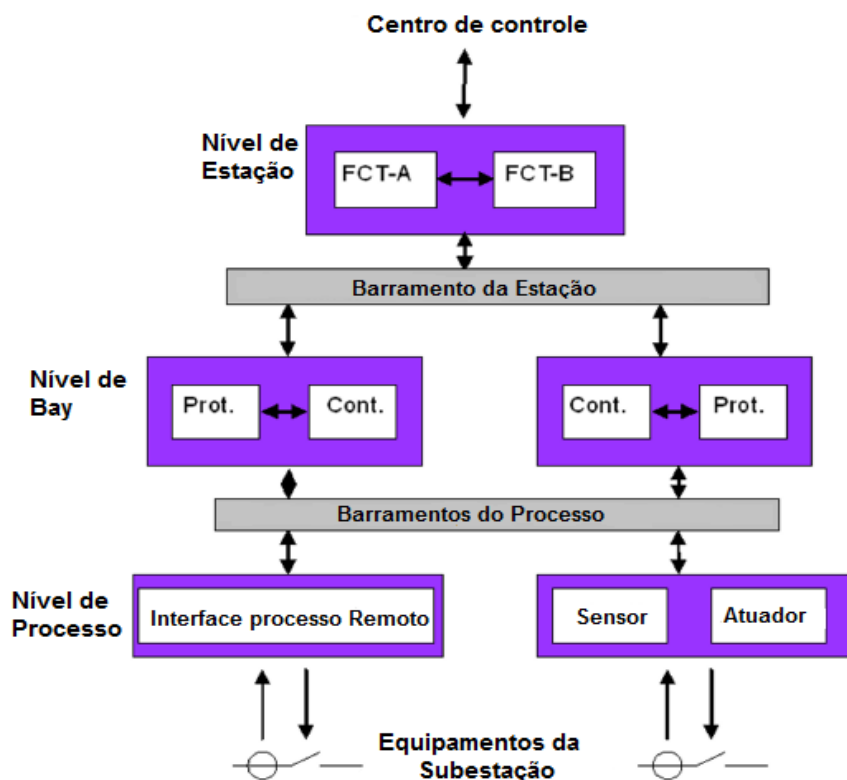 Centro de controle
Nível de
Estação
FCT-A
FCT-B
Barramento da Estação
Nível de
Bay
Prot.
Cont.
Cont.
Prot.
Barramentos do Processo
Nível de
Processo
Interface processo Remoto
Sensor
Atuador
Equipamentos da
Subestação